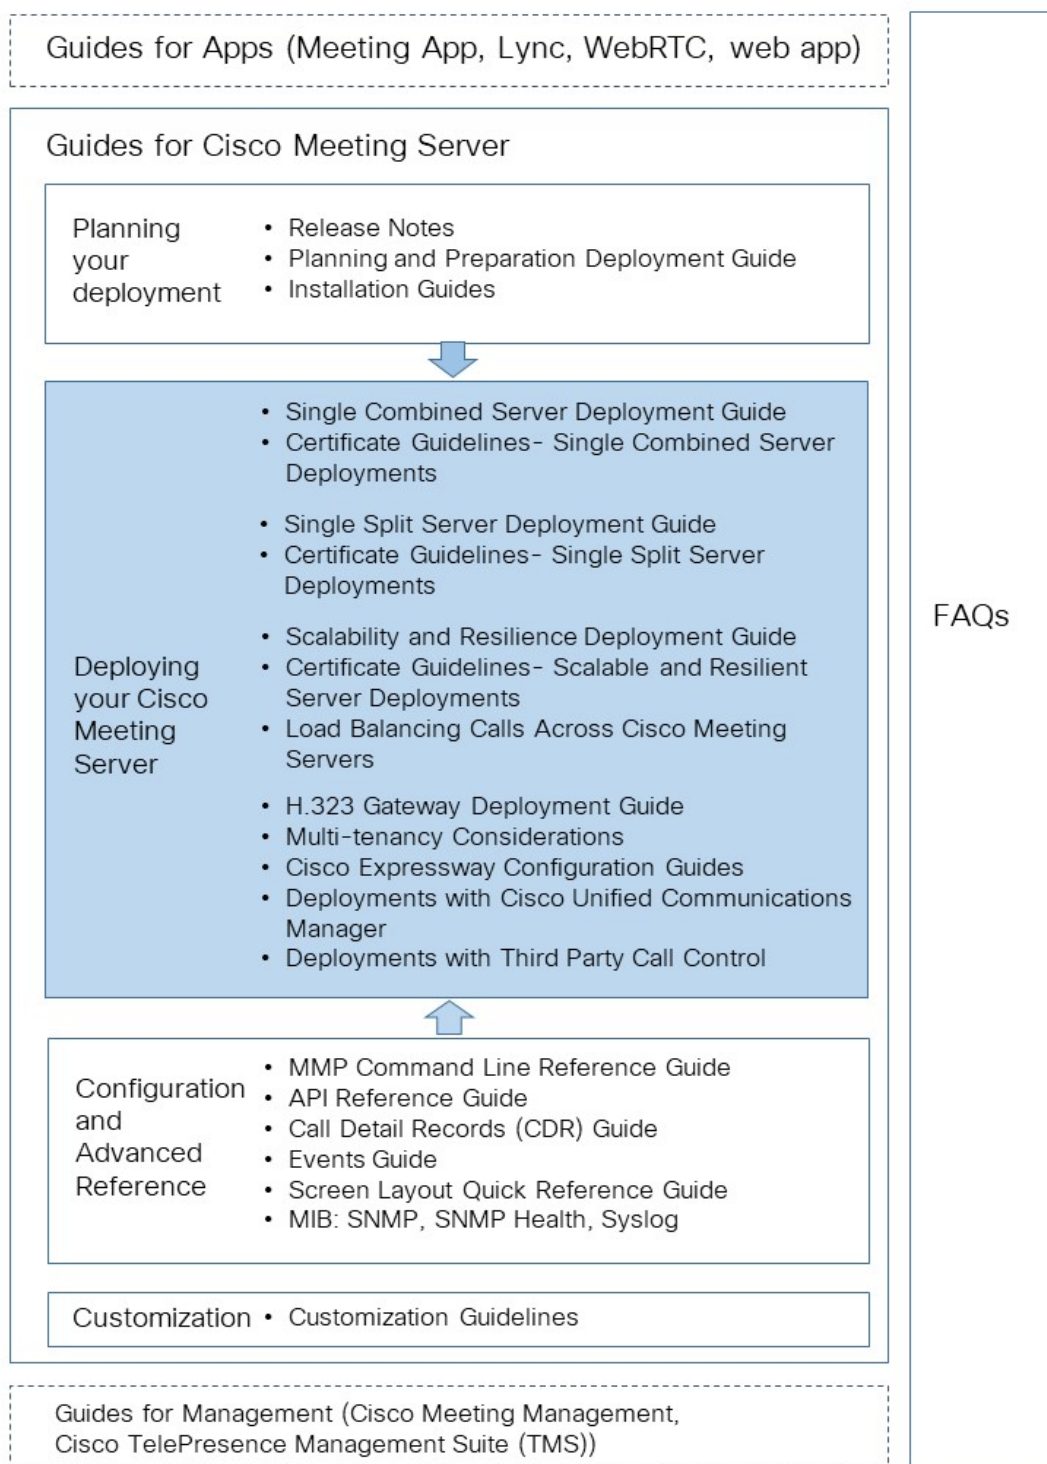 Guides for Apps (Meeting App, Lync, WebRTC, web app)
Guides for Cisco Meeting Server
Planning
your
deployment
• Release Notes
• Planning and Preparation Deployment Guide
• Installation Guides
Deploying
your Cisco
Meeting
Server
• Single Combined Server Deployment Guide
• Certificate Guidelines- Single Combined Server
Deployments
• Single Split Server Deployment Guide
• Certificate Guidelines- Single Split Server
Deployments
• Scalability and Resilience Deployment Guide
• Certificate Guidelines- Scalable and Resilient
Server Deployments
• Load Balancing Calls Across Cisco Meeting
Servers
• H.323 Gateway Deployment Guide
• Multi-tenancy Considerations
• Cisco Expressway Configuration Guides
• Deployments with Cisco Unified Communications
Manager
• Deployments with Third Party Call Control
Configuration
and
Advanced
Reference
• MMP Command Line Reference Guide
• API Reference Guide
• Call Detail Records (CDR) Guide
• Events Guide
• Screen Layout Quick Reference Guide
• MIB: SNMP, SNMP Health, Syslog
Customization
• Customization Guidelines
Guides for Management (Cisco Meeting Management,
Cisco TelePresence Management Suite (TMS))
FAQs